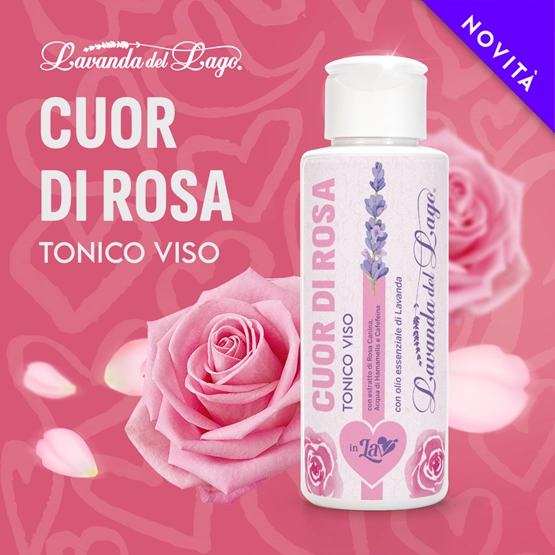 Lavanda del Lago®
NOVITÀ
CUOR
DI ROSA
TONICO VISO
CUOR DI ROSA
TONICO VISO
con estratto di Rosa Canina,
Acqua di Hamamelis e Cafefeina
con olio essenziale di Lavanda
Lavanda del Lago®
in Lav